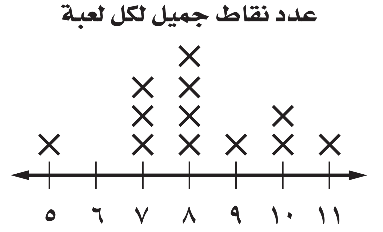 عدد نقاط جميل لكل لعبة
٥ ٦ ٧ ٨ ٩ ١٠ ١١